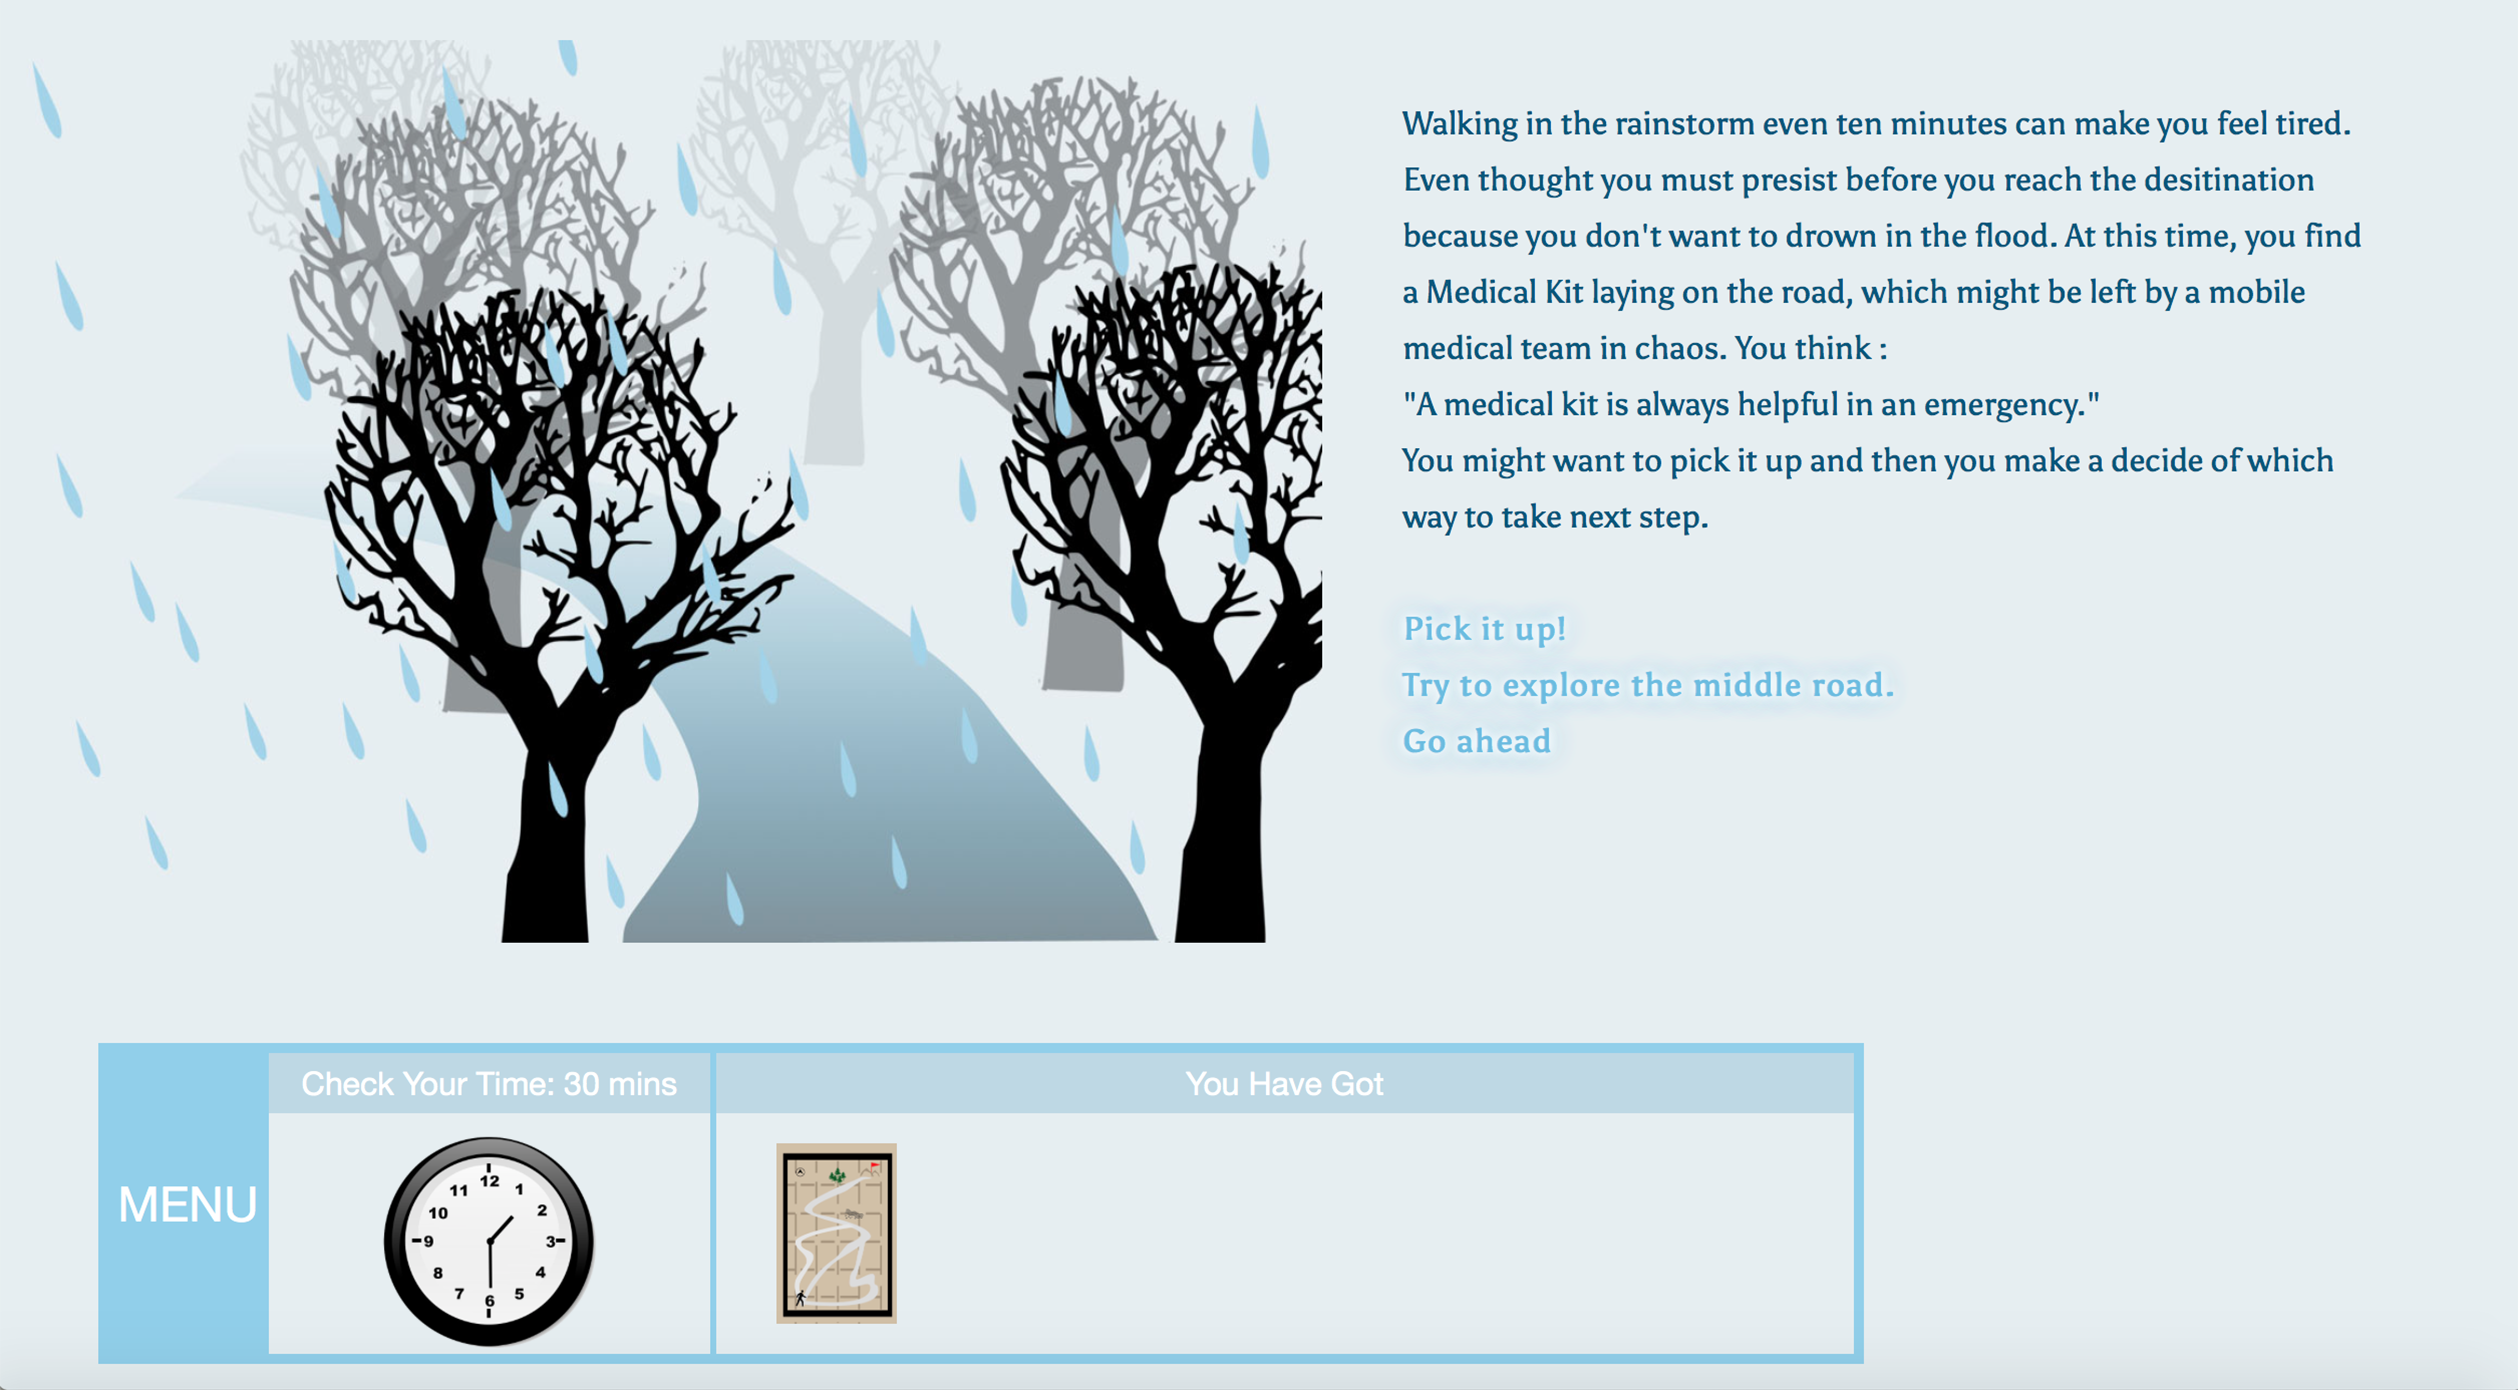 Walking in the rainstorm even ten minutes can make you feel tired.
Even thought you must presist before you reach the desitination
because you don't want to drown in the flood. At this time, you find
a Medical Kit laying on the road, which might be left by a mobile
medical team in chaos. You think :
"A medical kit is always helpful in an emergency."
You might want to pick it up and then you make a decide of which
way to take next step.
Pick it up!
Try to explore the middle road.
Go ahead
MENU
Check Your Time: 30 mins
You Have Got
12
1
2
3
4
5
6
7
8
9
10
11